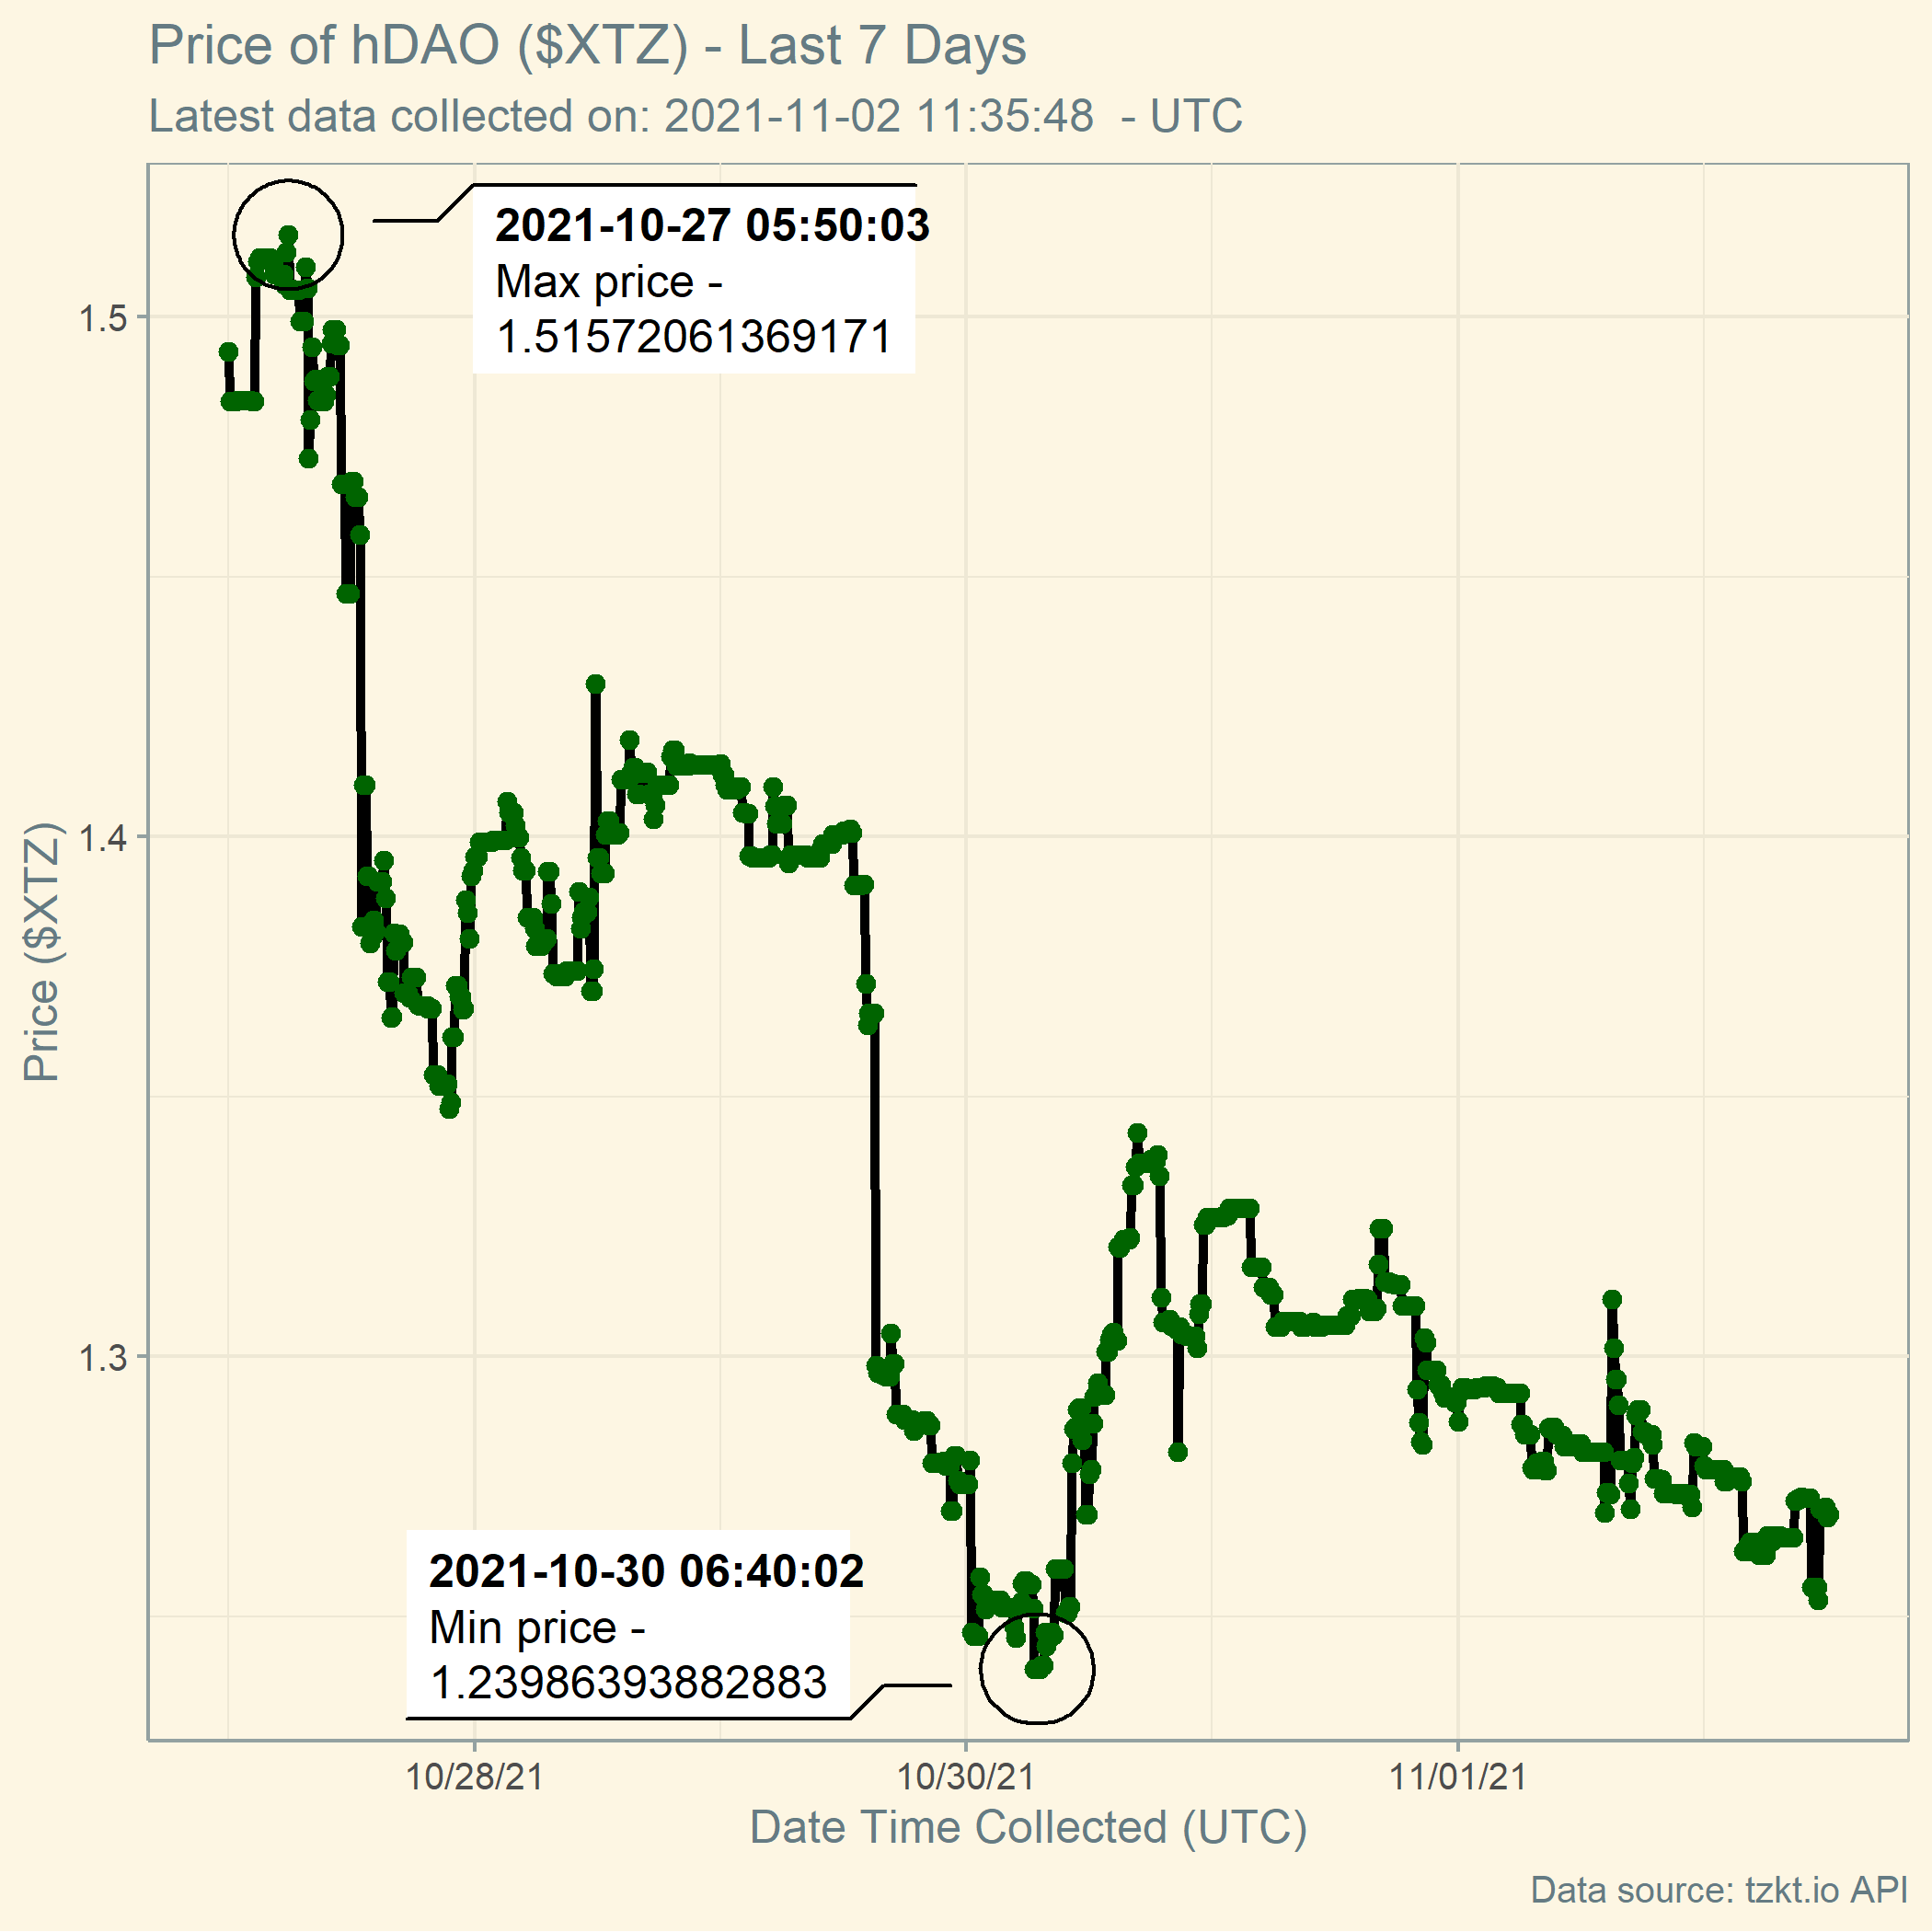 Price of hDAO ($XTZ) - Last 7 Days
Latest data collected on: 2021-11-02 11:35:48  - UTC
2021-10-27 05:50:03
Max price -
1.51572061369171
1.5
1.4
1.3
Price ($XTZ)
2021-10-30 06:40:02
Min price -
1.23986393882883
10/28/21
10/30/21
11/01/21
Date Time Collected (UTC)
Data source: tzkt.io API